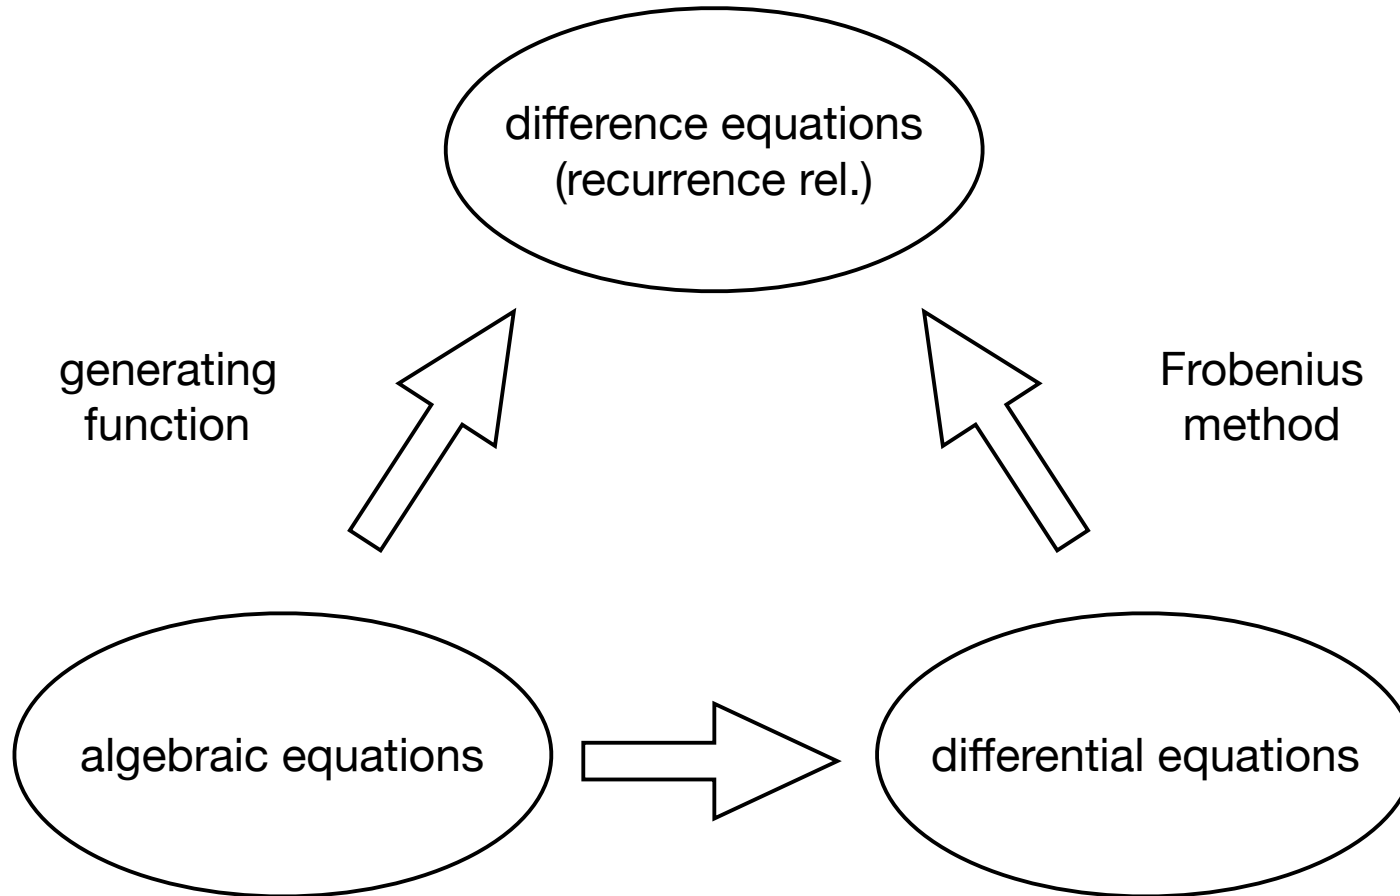 difference equations
(recurrence rel.)
generating
function
Frobenius
method
algebraic equations
differential equations